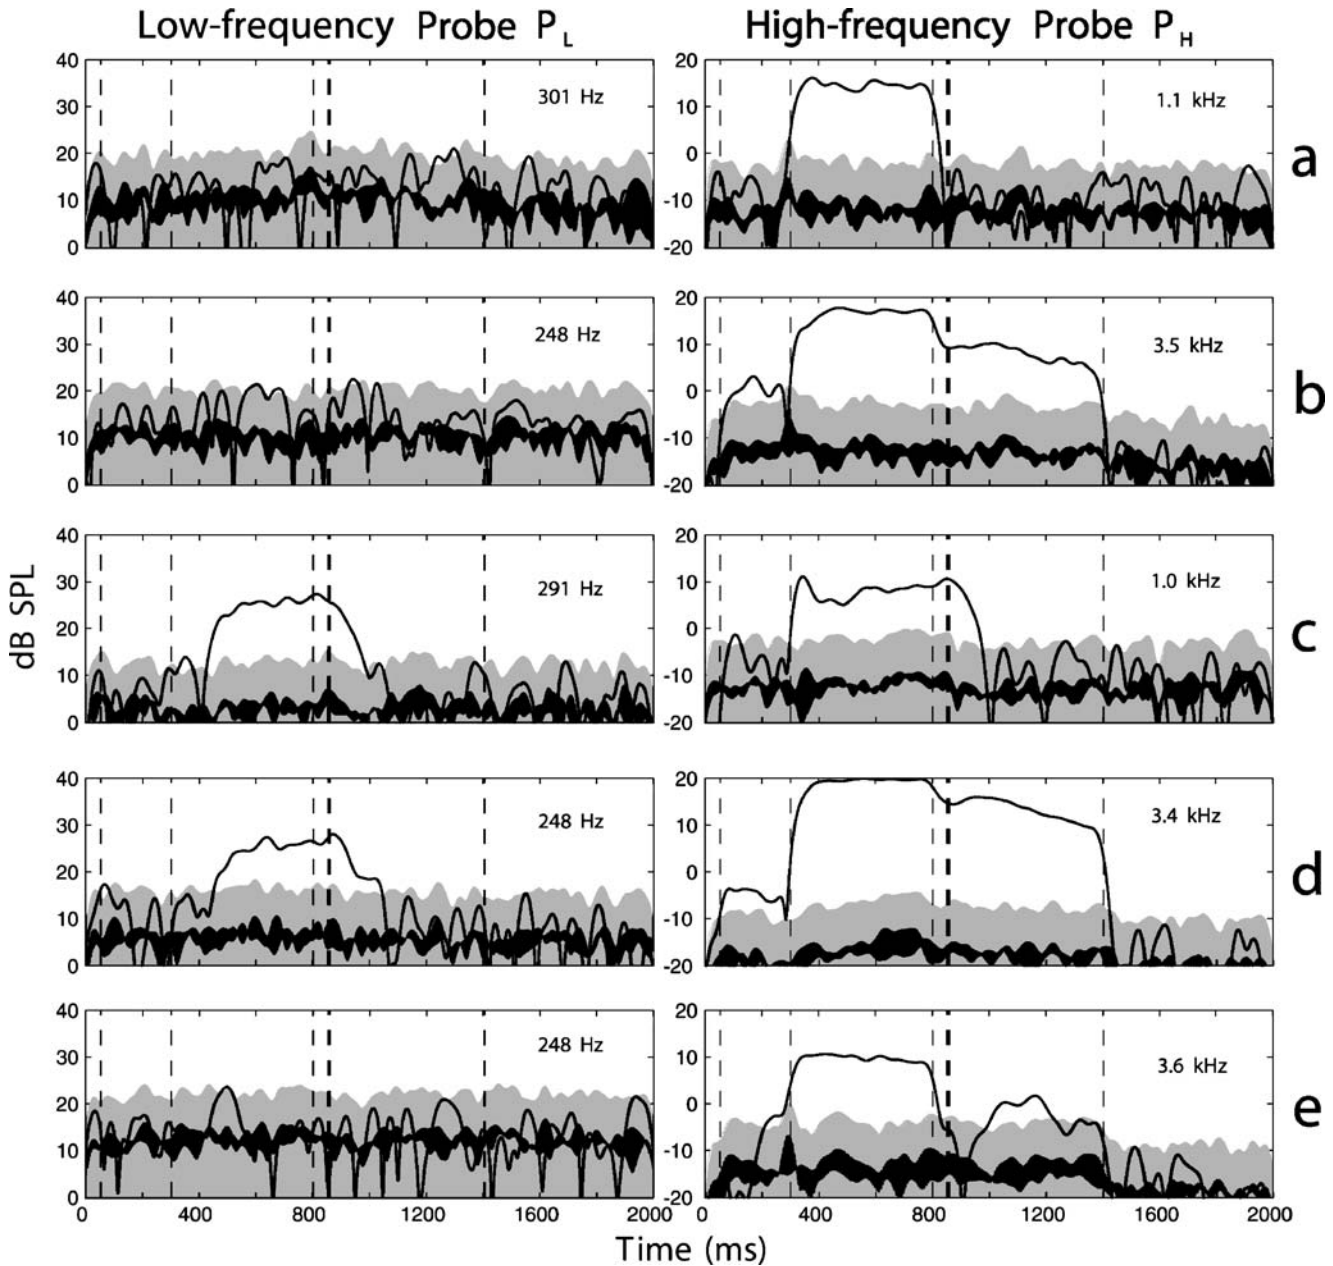 Low-frequency Probe P_L
High-frequency Probe P_H
40
30
20
10
0
301 Hz
20
10
0
-10
-20
1.1 kHz
a
40
30
20
10
0
248 Hz
20
10
0
-10
-20
3.5 kHz
b
40
30
20
10
0
291 Hz
20
10
0
-10
-20
1.0 kHz
c
dB SPL
40
30
20
10
0
248 Hz
20
10
0
-10
-20
3.4 kHz
d
40
30
20
10
0
248 Hz
20
10
0
-10
-20
3.6 kHz
e
0 400 800 1200 1600 2000
0 400 800 1200 1600 2000
Time (ms)